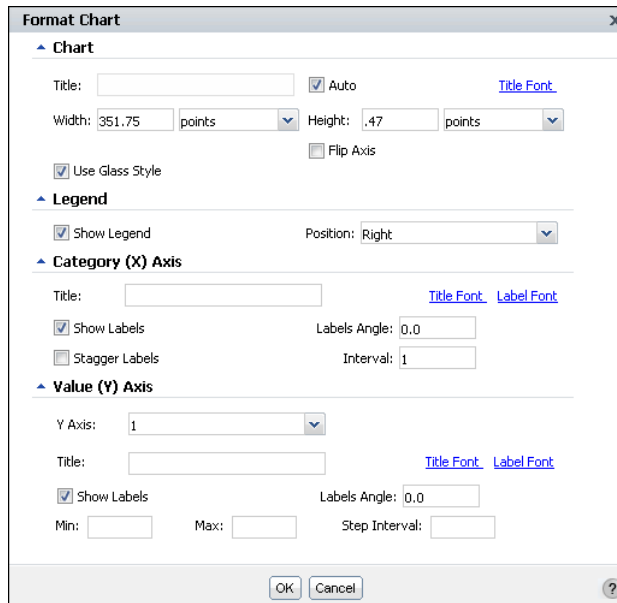 Format Chart x
Chart
Title: Auto Title Font
Width: 351.75 points Height: .47 points
Flip Axis
Use Glass Style
Legend
Show Legend Position: Right
Category (X) Axis
Title: Title Font Label Font
Show Labels Labels Angle: 0.0
Stagger Labels Interval: 1
Value (Y) Axis
Y Axis: 1
Title: Title Font Label Font
Show Labels Labels Angle: 0.0
Min: Max: Step Interval:
OK Cancel ?